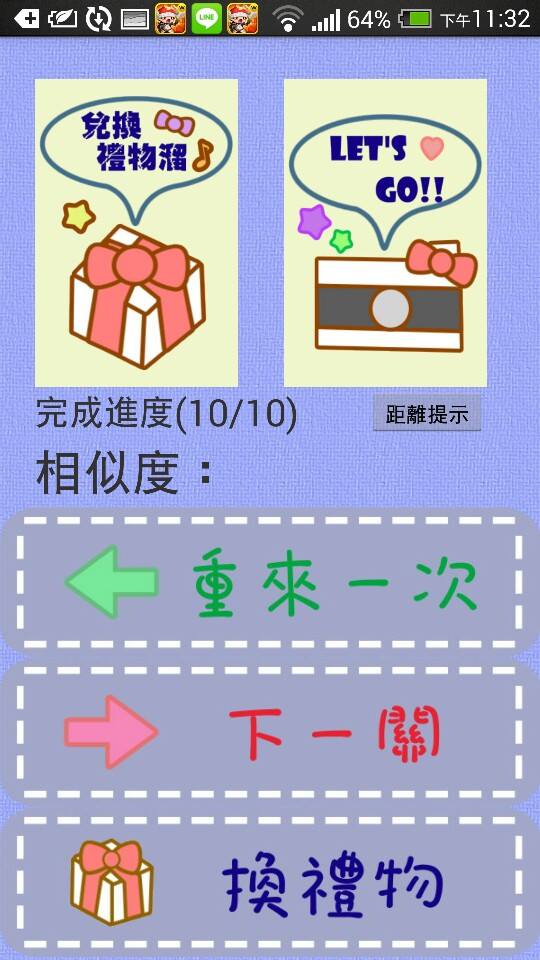 LINE 64% 下午11:32
兌換
禮物溜
LET'S
GO!!
完成進度(10/10)
距離提示
相似度：
重來一次
下一關
換禮物